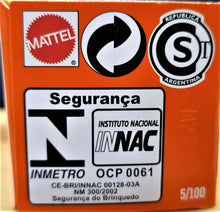 MATTEL
REPUBLICA
S T
ARGENTINA
Segurança
INSTITUTO NACIONAL
INNAC
INMETRO OCP 0061
CE-BRI/INNAC 00128-03A
NM 300/2002
Segurança do Brinquedo
5/100